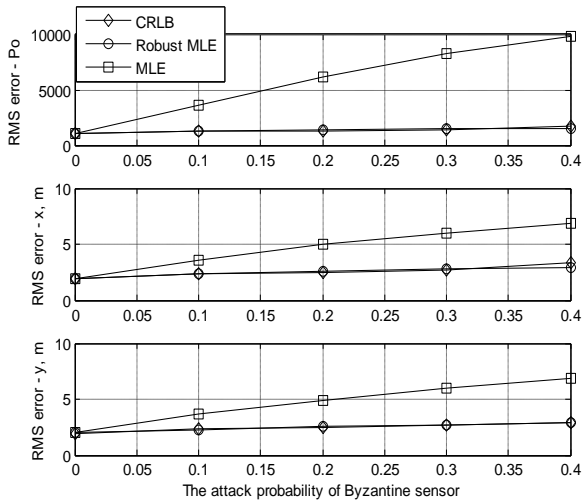 CRLB
Robust MLE
MLE
RMS error - Po
10000
5000
0
0 0.05 0.1 0.15 0.2 0.25 0.3 0.35 0.4
RMS error - x, m
10
5
0
0 0.05 0.1 0.15 0.2 0.25 0.3 0.35 0.4
RMS error - y, m
10
5
0
0 0.05 0.1 0.15 0.2 0.25 0.3 0.35 0.4
The attack probability of Byzantine sensor